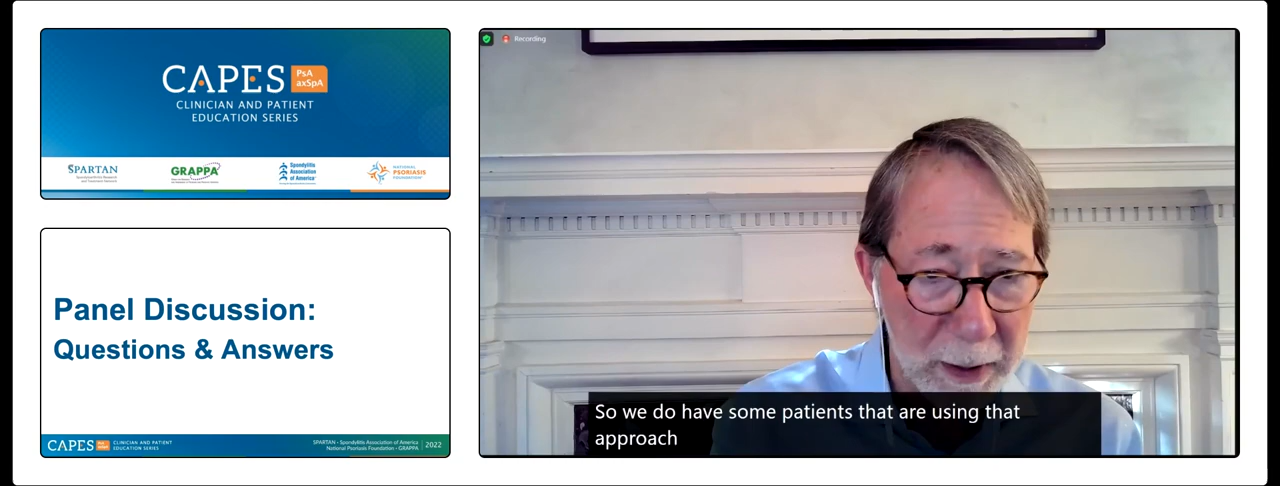 CAPES PsA
axSpA
CLINICIAN AND PATIENT
EDUCATION SERIES
SPARTAN
GRAPPA
Spondylitis
Association
of America
NATIONAL
PSORIASIS
FOUNDATION
Panel Discussion:
Questions & Answers
CAPES
CLINICIAN AND PATIENT
EDUCATION SERIES
SPARTAN - Spondylitis Association of America
National Psoriasis Foundation - GRAPPA
2022
Recording
So we do have some patients that are using that
approach